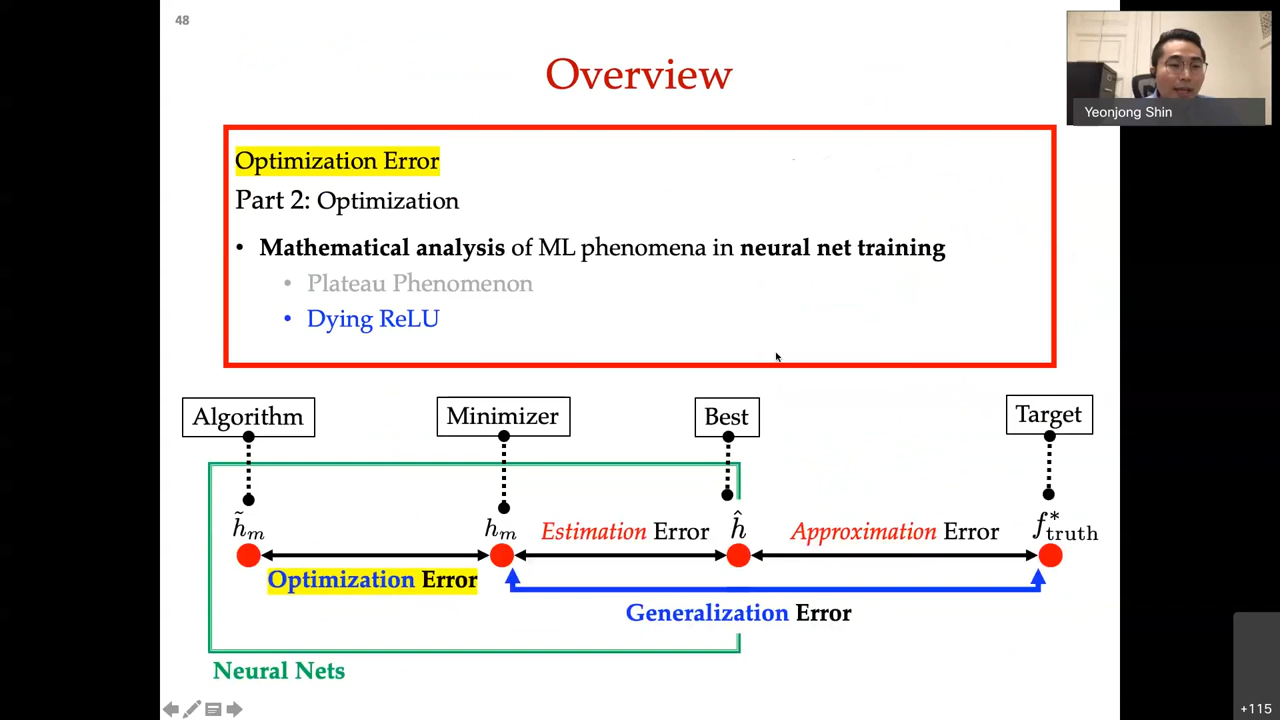 48
Yeonjong Shin
Overview
Optimization Error
Part 2: Optimization
• Mathematical analysis of ML phenomena in neural net training
• Plateau Phenomenon
• Dying ReLU
Algorithm Minimizer Best Target
h̃ₘ hₘ Estimation Error ĥ Approximation Error f*truth
Optimization Error
Generalization Error
Neural Nets
+115